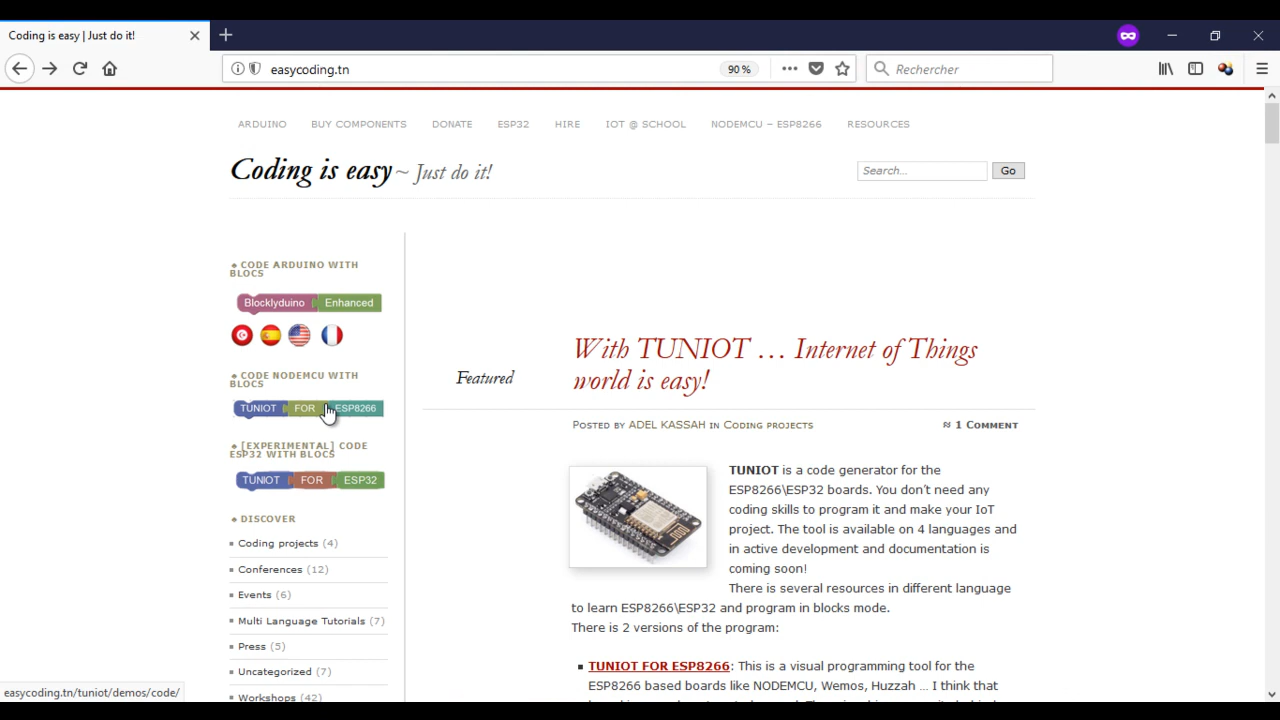 Coding is easy | Just do it!
easycoding.tn
90 %
Rechercher
ARDUINO BUY COMPONENTS DONATE ESP32 HIRE IOT @ SCHOOL NODEMCU – ESP8266 RESOURCES
Coding is easy ~ Just do it!
Search...
Go
♠ CODE ARDUINO WITH
BLOCS
Blocklyduino Enhanced
♠ CODE NODEMCU WITH
BLOCS
TUNIOT FOR ESP8266
♠ [EXPERIMENTAL] CODE
ESP32 WITH BLOCS
TUNIOT FOR ESP32
♠ DISCOVER
Coding projects (4)
Conferences (12)
Events (6)
Multi Language Tutorials (7)
Press (5)
Uncategorized (7)
Workshops (42)
Featured
With TUNIOT … Internet of Things
world is easy!
POSTED BY ADEL KASSAH IN CODING PROJECTS
≈ 1 COMMENT
TUNIOT is a code generator for the
ESP8266\ESP32 boards. You don't need any
coding skills to program it and make your IoT
project. The tool is available on 4 languages and
in active development and documentation is
coming soon!
There is several resources in different language
to learn ESP8266\ESP32 and program in blocks mode.
There is 2 versions of the program:
▪ TUNIOT FOR ESP8266: This is a visual programming tool for the
ESP8266 based boards like NODEMCU, Wemos, Huzzah … I think that
easycoding.tn/tuniot/demos/code/